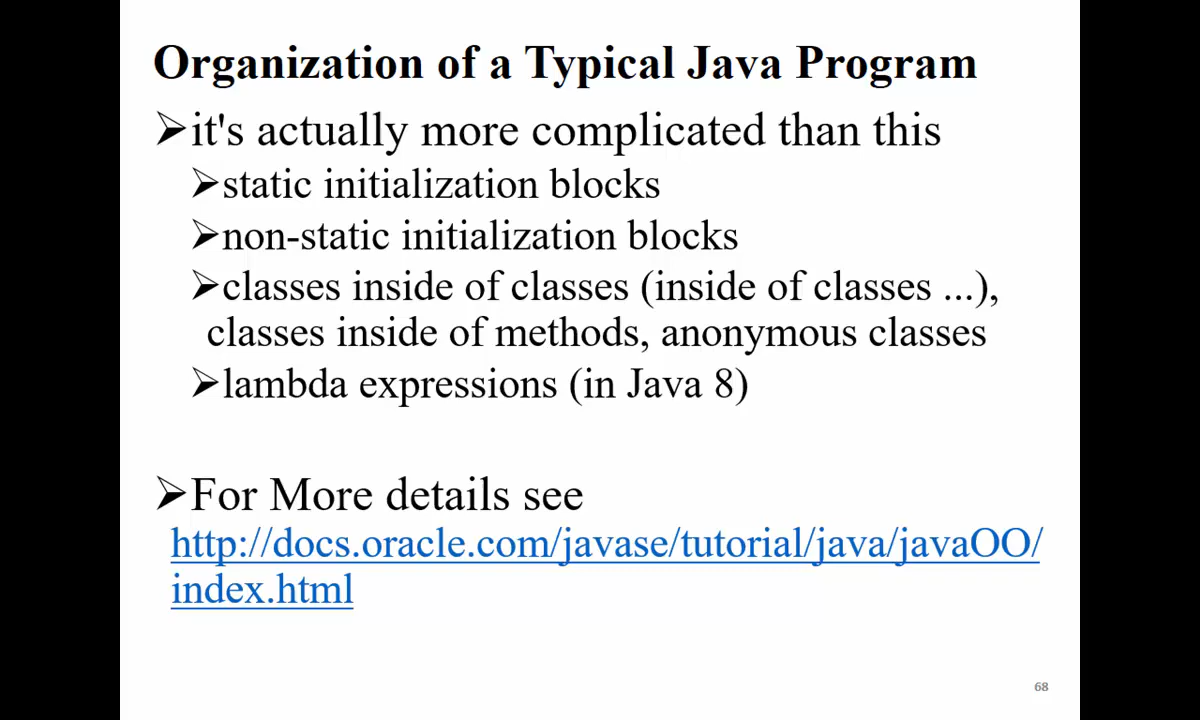 Organization of a Typical Java Program
➢it's actually more complicated than this
➢static initialization blocks
➢non-static initialization blocks
➢classes inside of classes (inside of classes ...),
classes inside of methods, anonymous classes
➢lambda expressions (in Java 8)
➢For More details see
http://docs.oracle.com/javase/tutorial/java/javaOO/
index.html
68